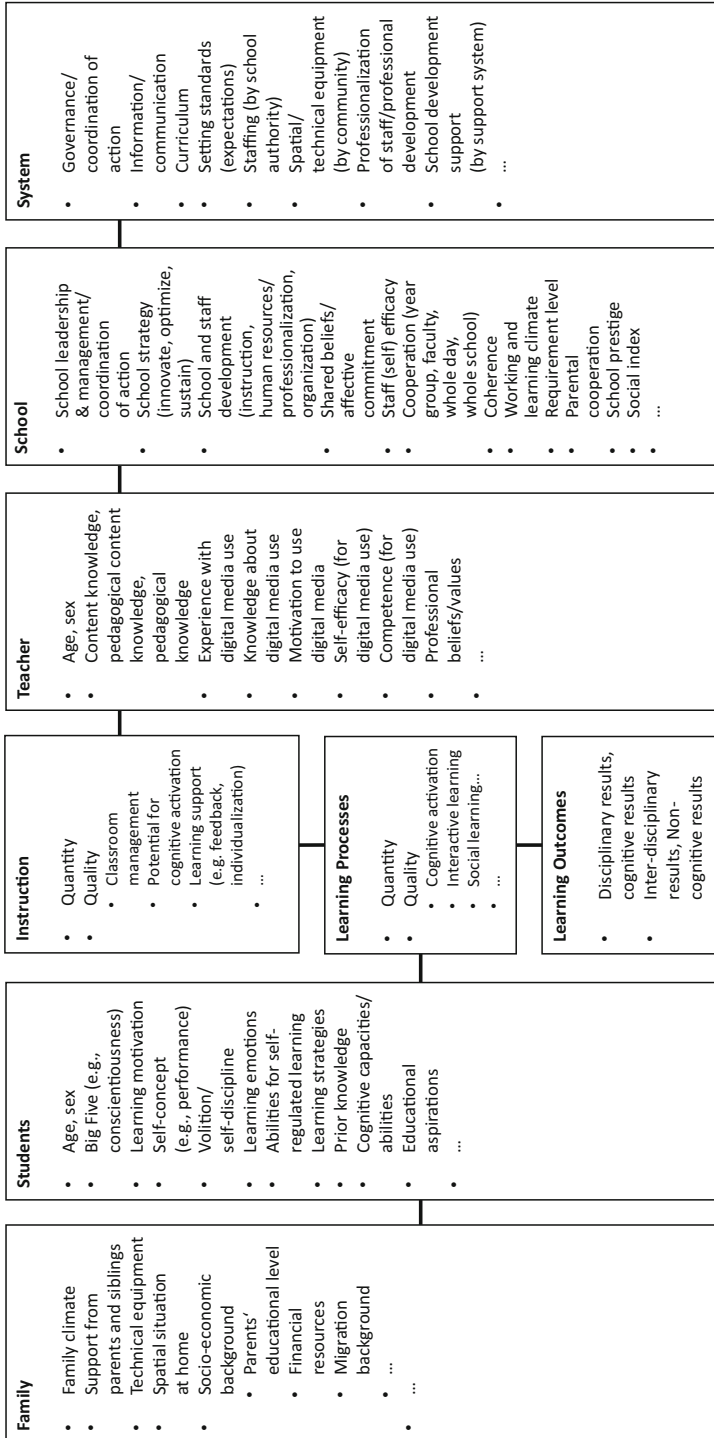 Family
• Family climate
• Support from
parents and siblings
• Technical equipment
• Spatial situation
at home
• Socio-economic
background
• Parents‘
educational level
• Financial
resources
• Migration
background
• ...
• ...
Students
• Age, sex
• Big Five (e.g.,
conscientiousness)
• Learning motivation
• Self-concept
(e.g., performance)
• Volition/
self-discipline
• Learning emotions
• Abilities for self-
regulated learning
• Learning strategies
• Prior knowledge
• Cognitive capacities/
abilities
• Educational
aspirations
• ...
Instruction
• Quantity
• Quality
• Classroom
management
• Potential for
cognitive activation
• Learning support
(e.g. feedback,
individualization)
• ...
Learning Processes
• Quantity
• Quality
• Cognitive activation
• Interactive learning
• Social learning...
• ...
Learning Outcomes
• Disciplinary results,
cognitive results
• Inter-disciplinary
results, Non-
cognitive results
Teacher
• Age, sex
• Content knowledge,
pedagogical content
knowledge,
pedagogical
knowledge
• Experience with
digital media use
• Knowledge about
digital media use
• Motivation to use
digital media
• Self-efficacy (for
digital media use)
• Competence (for
digital media use)
• Professional
beliefs/values
• ...
School
• School leadership
& management/
coordination
of action
• School strategy
(innovate, optimize,
sustain)
• School and staff
development
(instruction,
human resources/
professionalization,
organization)
• Shared beliefs/
affective
commitment
• Staff (self) efficacy
• Cooperation (year
group, faculty,
whole day,
whole school)
• Coherence
• Working and
learning climate
• Requirement level
• Parental
cooperation
• School prestige
• Social index
• ...
System
• Governance/
coordination of
action
• Information/
communication
• Curriculum
• Setting standards
(expectations)
• Staffing (by school
authority)
• Spatial/
technical equipment
(by community)
• Professionalization
of staff/professional
development
• School development
support
(by support system)
• ...